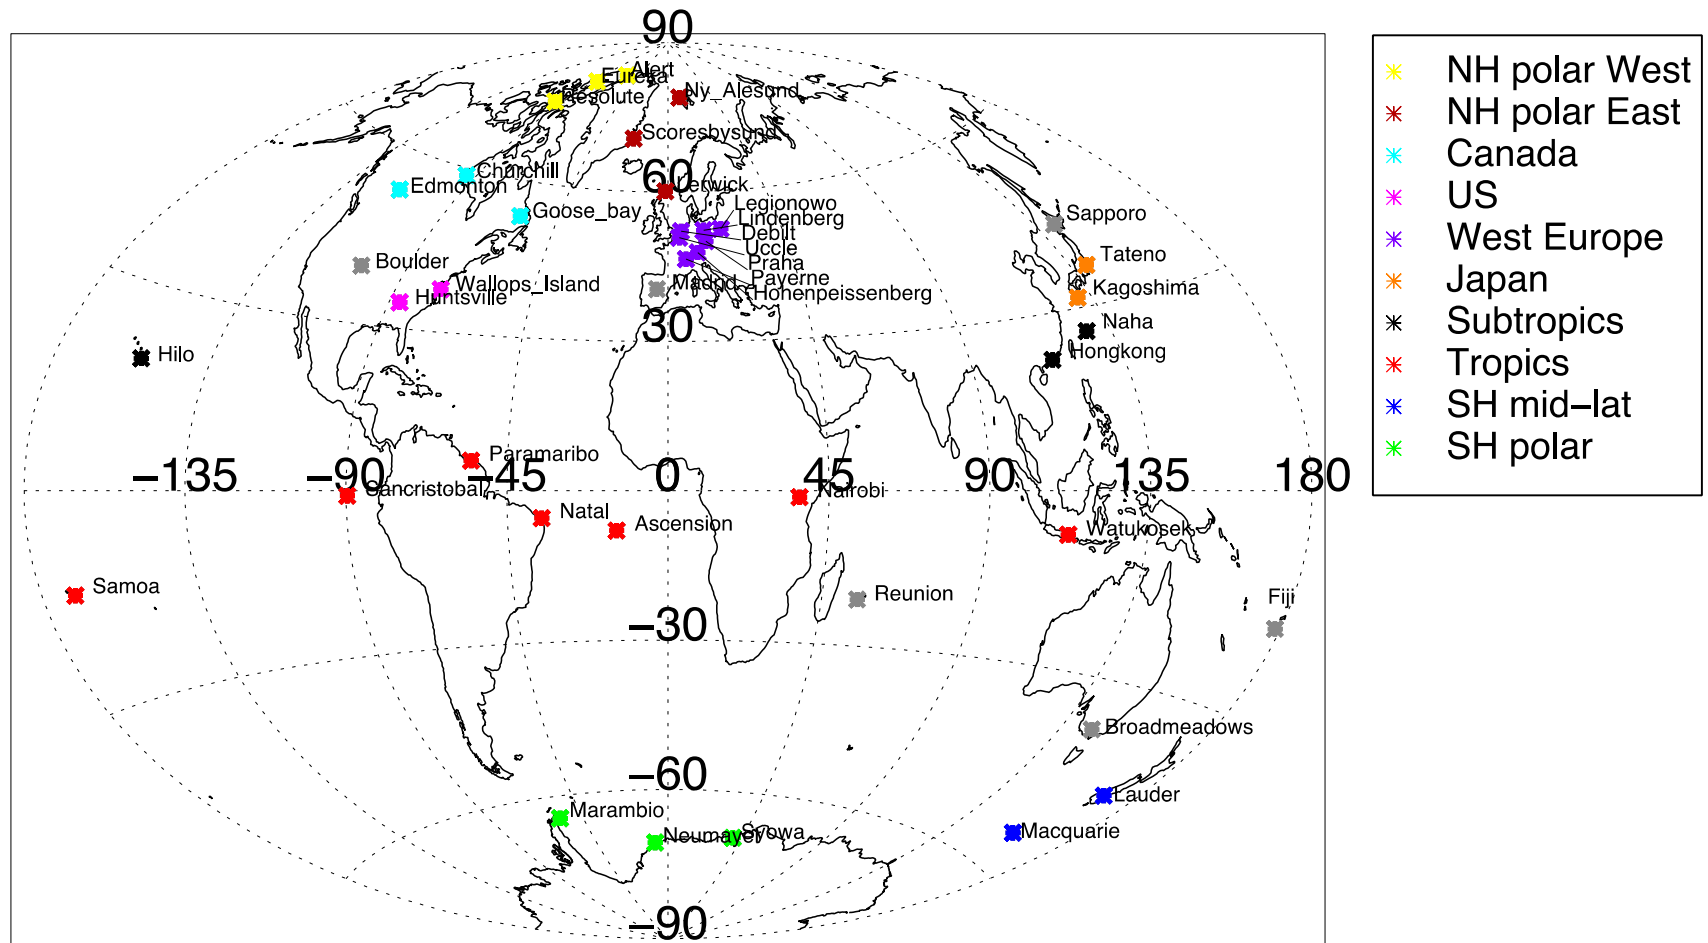 90
Alert
Eureka
Resolute
Ny_Alesund
Scoresbysund
Churchill
Edmonton
60
Lerwick
Goose_bay
Legionowo
Lindenberg
Debilt
Uccle
Praha
Payerne
Hohenpeissenberg
Madrid
Sapporo
Tateno
Kagoshima
Naha
Hongkong
Boulder
Wallops_Island
Huntsville
30
Hilo
Paramaribo
−135
−90
−45
0
45
90
135
180
Sancristobal
Nairobi
Natal
Ascension
Watukosek
Samoa
Reunion
Fiji
−30
Broadmeadows
−60
Lauder
Marambio
Neumayer
Syowa
Macquarie
−90
NH polar West
NH polar East
Canada
US
West Europe
Japan
Subtropics
Tropics
SH mid−lat
SH polar